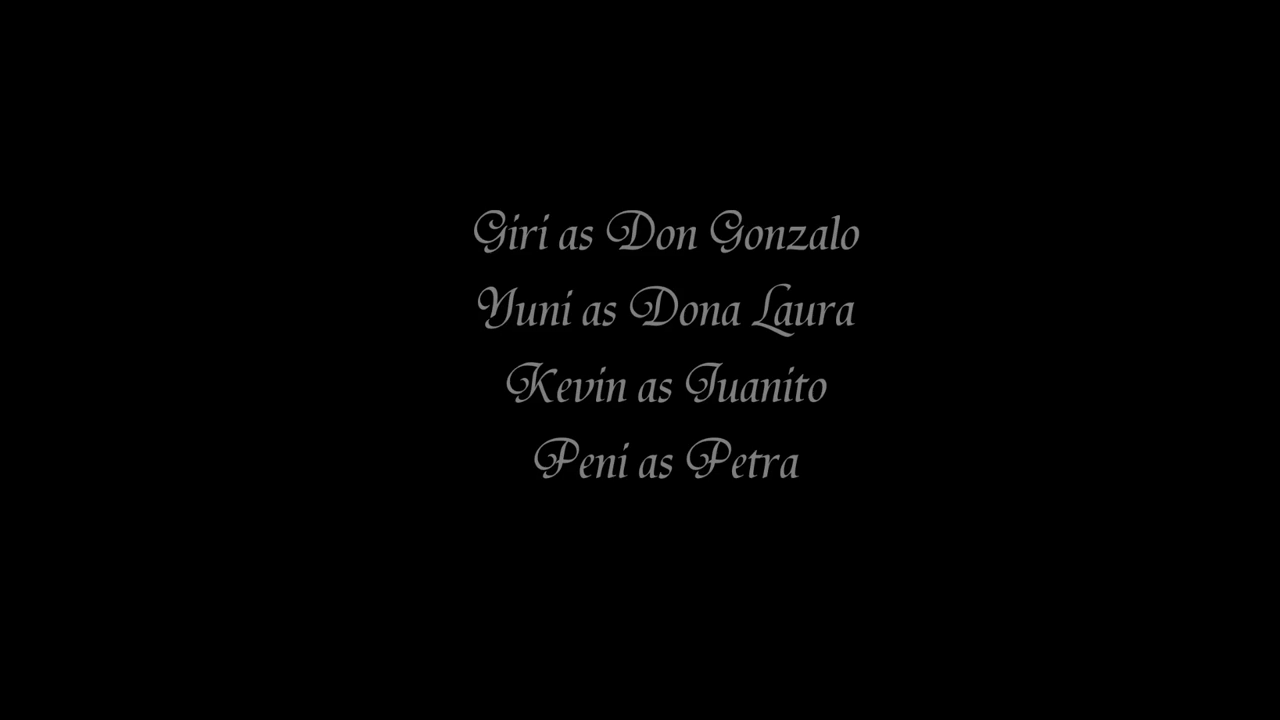 Giri as Don Gonzalo
Yuni as Dona Laura
Kevin as Juanito
Peni as Petra